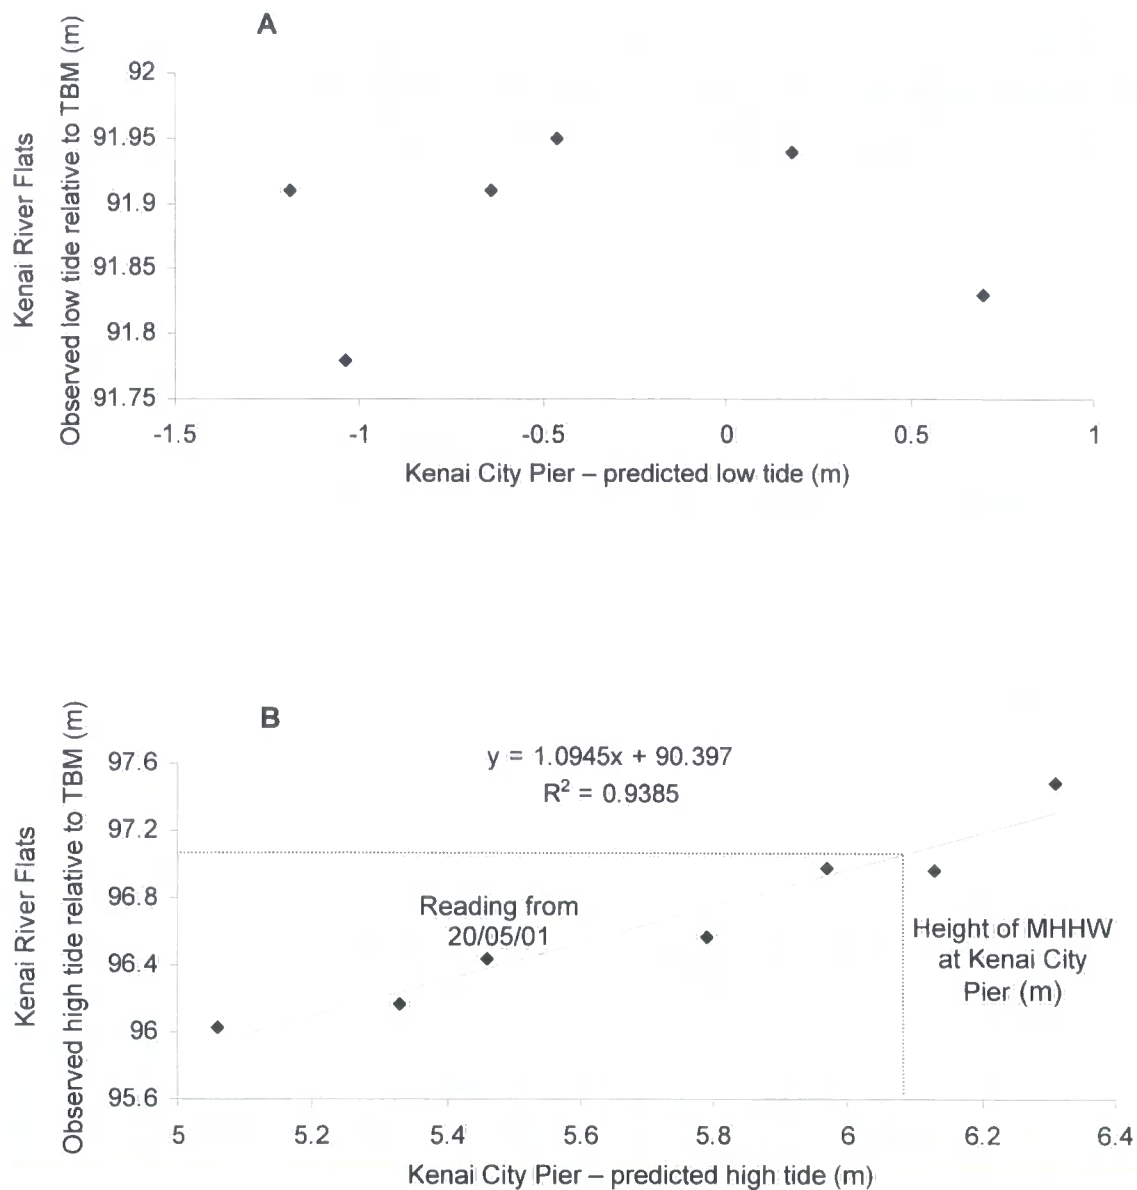 A
Kenai River Flats
Observed low tide relative to TBM (m)
92
91.95
91.9
91.85
91.8
91.75
-1.5 -1 -0.5 0 0.5 1
Kenai City Pier – predicted low tide (m)
B
Kenai River Flats
Observed high tide relative to TBM (m)
y = 1.0945x + 90.397
R² = 0.9385
97.6
97.2
96.8
96.4
96
95.6
Reading from
20/05/01
Height of MHHW
at Kenai City
Pier (m)
5 5.2 5.4 5.6 5.8 6 6.2 6.4
Kenai City Pier – predicted high tide (m)